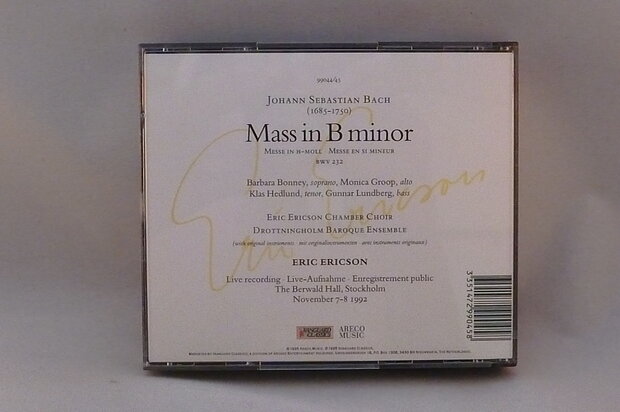 99044/45
JOHANN SEBASTIAN BACH
(1685-1750)
Mass in B minor
MESSE IN H-MOLL · MESSE EN SI MINEUR
BWV 232
Barbara Bonney, soprano, Monica Groop, alto
Klas Hedlund, tenor, Gunnar Lundberg, bass
ERIC ERICSON CHAMBER CHOIR
DROTTNINGHOLM BAROQUE ENSEMBLE
(with original instruments · mit originalinstrumenten · avec instruments originaux)
ERIC ERICSON
Live recording · Live-Aufnahme · Enregistrement public
The Berwald Hall, Stockholm
November 7-8 1992
VANGUARD CLASSICS
ARECO MUSIC
3351472990458